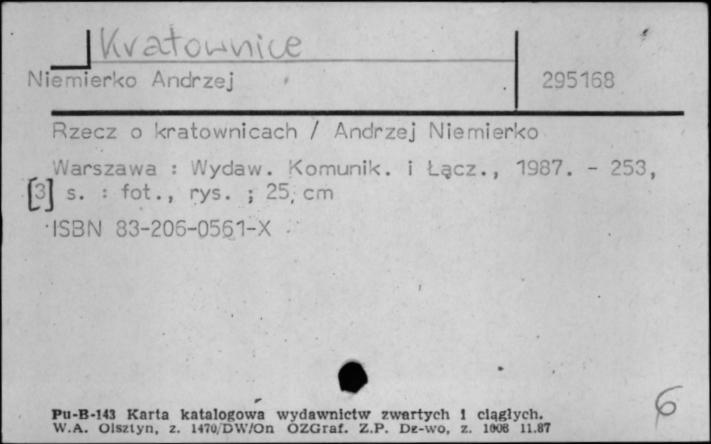 Kratownice
Niemierko Andrzej 295168
Rzecz o kratownicach / Andrzej Niemierko
Warszawa : Wydaw. Komunik. i Łącz., 1987. - 253,
[3] s. : fot., rys. ; 25, cm
ISBN 83-206-0561-X
6
Pu-B-143 Karta katalogowa wydawnictw zwartych i ciągłych.
W.A. Olsztyn, z. 1470/DW/On OZGraf. Z.P. Dz-wo, z. 1008 11.87